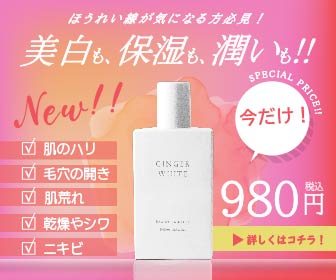 ほうれい線が気になる方必見！
美白も、保湿も、潤いも!!
SPECIAL PRICE!!
New!!
今だけ！
肌のハリ
毛穴の開き
肌荒れ
乾燥やシワ
ニキビ
GINGER
WHITE
980円
税込
▶詳しくはコチラ！